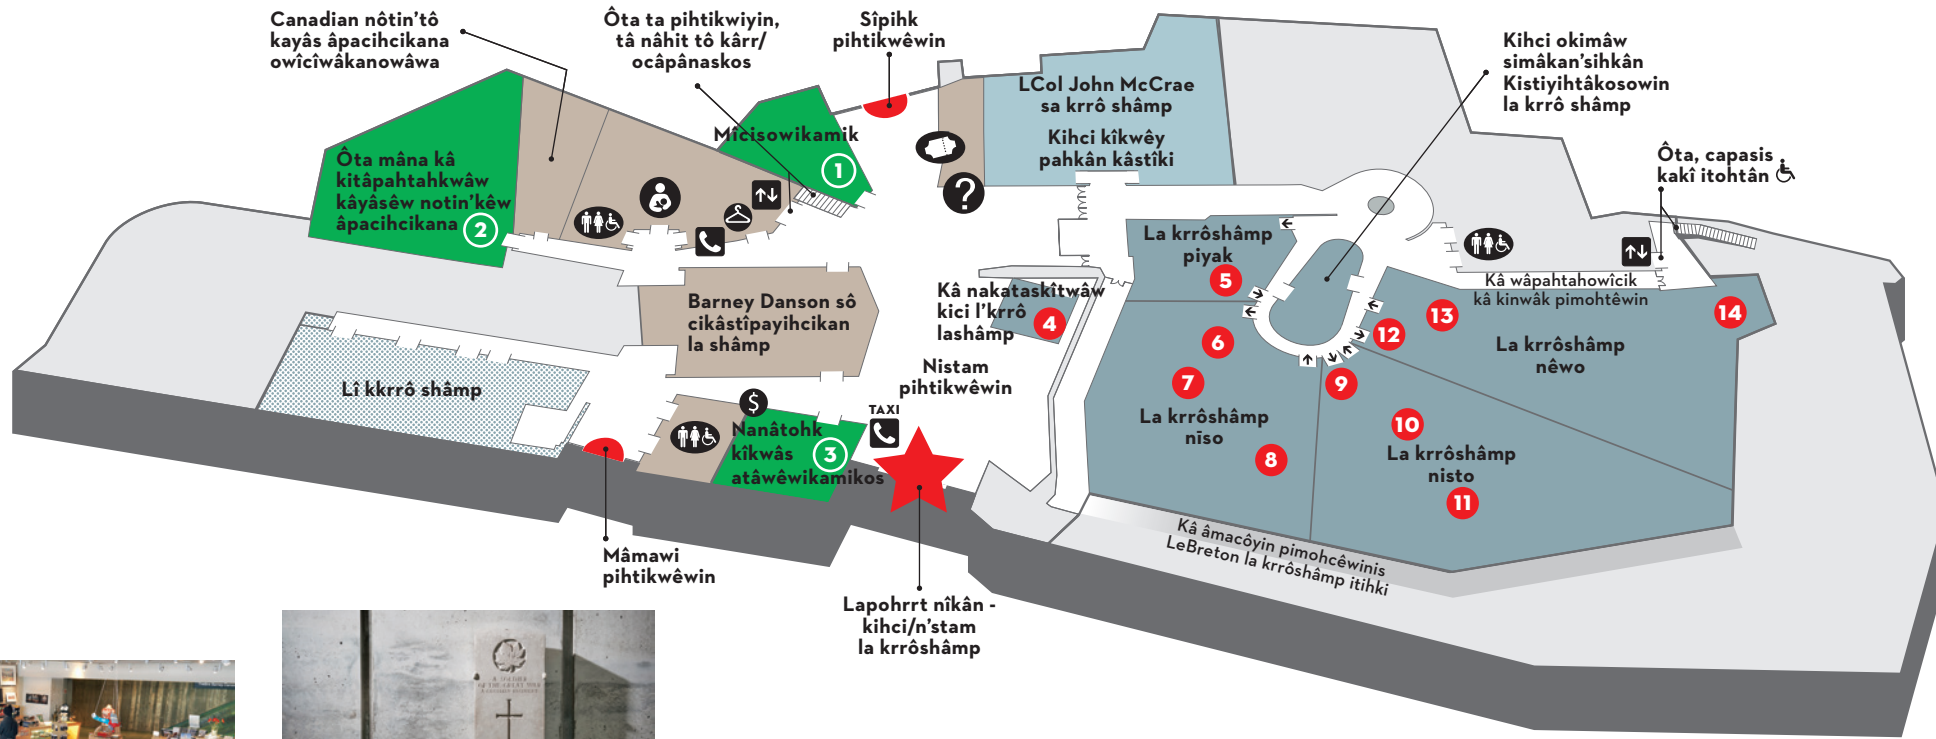 Canadian nôtin'tô
kayâs âpacihcikana
owîcîwâkanowâwa
Ôta ta pihtikwiyin,
tâ nâhit tô kârr/
ocâpânaskos
Sîpihk
pihtikwêwin
LCol John McCrae
sa krrô shâmp
Kihci kîkwêy
pahkân kâstîki
Kihci okimâw
simâkan'sihkân
Kistiyihtâkosowin
la krrô shâmp
Ôta, capasis
kakî itohtân
Mîcisowikamik
1
Ôta mâna kâ
kitâpahtahkwâw
kâyâsêw notin'kêw
âpacihcikana
2
?
La krrôshâmp
piyak
5
Kâ wâpahtahowîcik
kâ kinwâk pimohtêwin
Barney Danson sô
cikâstîpayihcikan
la shâmp
Kâ nakataskîtwâw
kici l'krrô
lashâmp
4
6
7
La krrôshâmp
nîso
8
9
12
13
14
La krrôshâmp
nêwo
10
La krrôshâmp
nisto
11
Nistam
pihtikwêwin
Lî kkrrô shâmp
$
TAXI
Nanâtohk
kîkwâs
atâwêwikamikos
3
Kâ âmacôyin pimohcêwinis
LeBreton la krrôshâmp itihki
Mâmawi
pihtikwêwin
Lapohrrt nîkân -
kihci/n'stam
la krrôshâmp